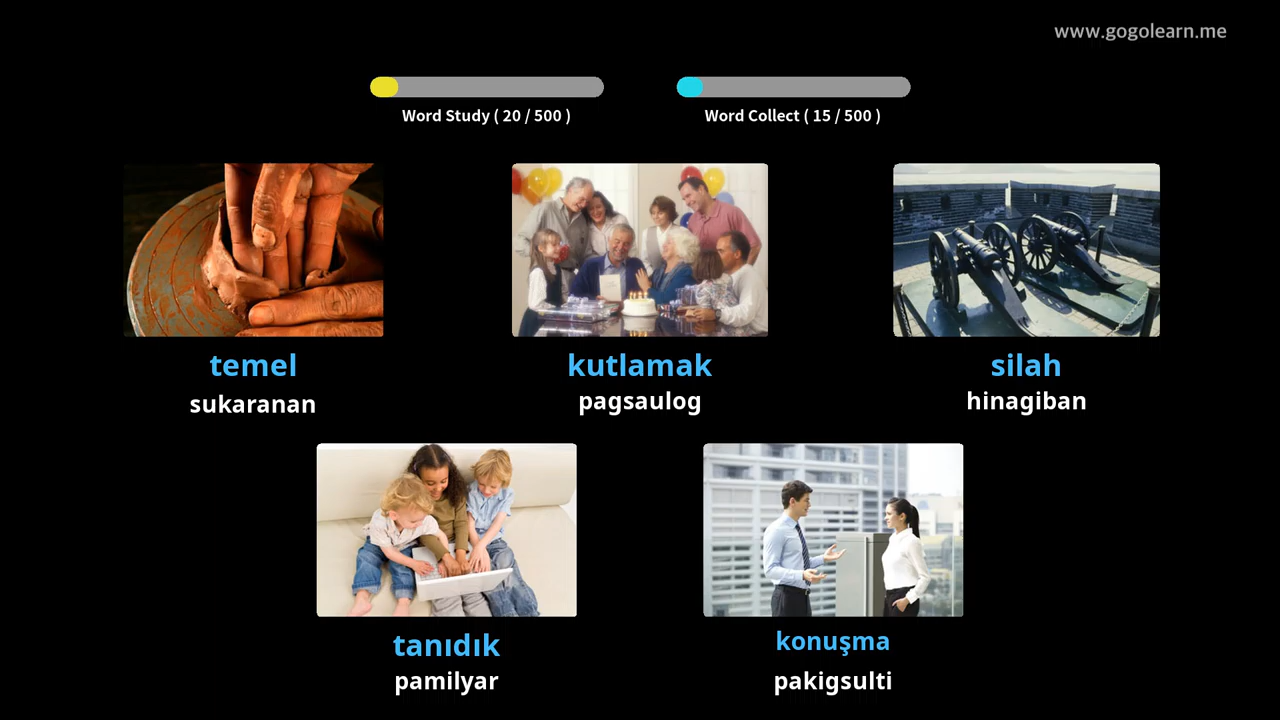 www.gogolearn.me
Word Study ( 20 / 500 )
Word Collect ( 15 / 500 )
temel
sukaranan
kutlamak
pagsaulog
silah
hinagiban
tanıdık
pamilyar
konuşma
pakigsulti